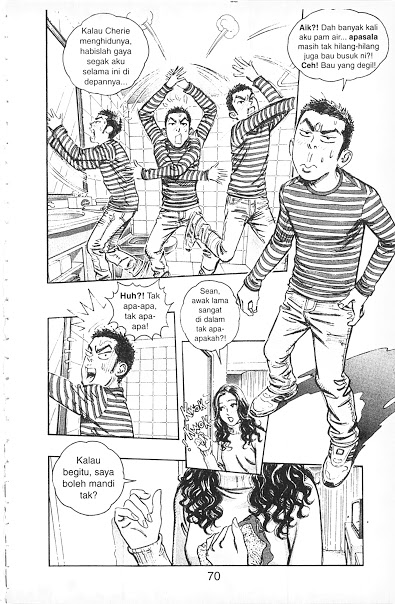 Kalau Cherie
menghidunya,
habislah gaya
segak aku
selama ini di
depannya...
Aik?! Dah banyak kali
aku pam air... apasala
masih tak hilang-hilang
juga bau busuk ni?!
Ceh! Bau yang degil!
Huh?! Tak
apa-apa,
tak apa-
apa!
Sean,
awak lama
sangat
di dalam
tak apa-
apakah?!
Kalau
begitu, saya
boleh mandi
tak?
70